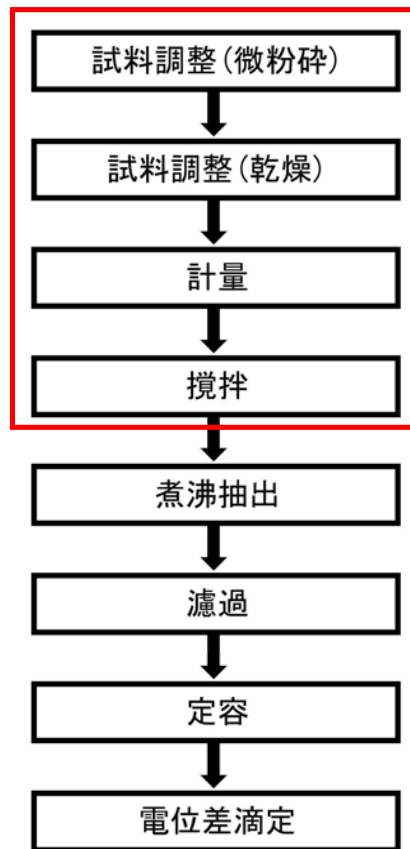 試料調整(微粉砕)
試料調整(乾燥)
計量
撹拌
煮沸抽出
濾過
定容
電位差滴定